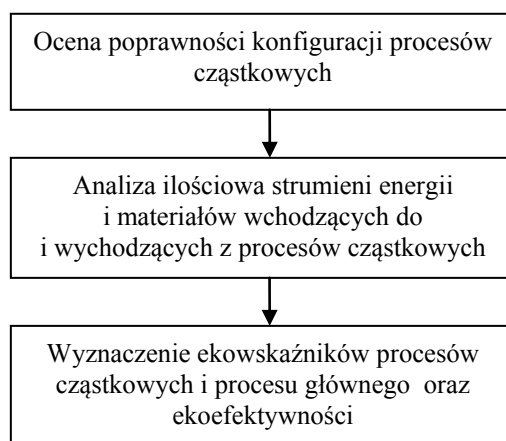 Ocena poprawności konfiguracji procesów
cząstkowych
Analiza ilościowa strumieni energii
i materiałów wchodzących do
i wychodzących z procesów cząstkowych
Wyznaczenie ekowskaźników procesów
cząstkowych i procesu głównego oraz
ekoefektywności